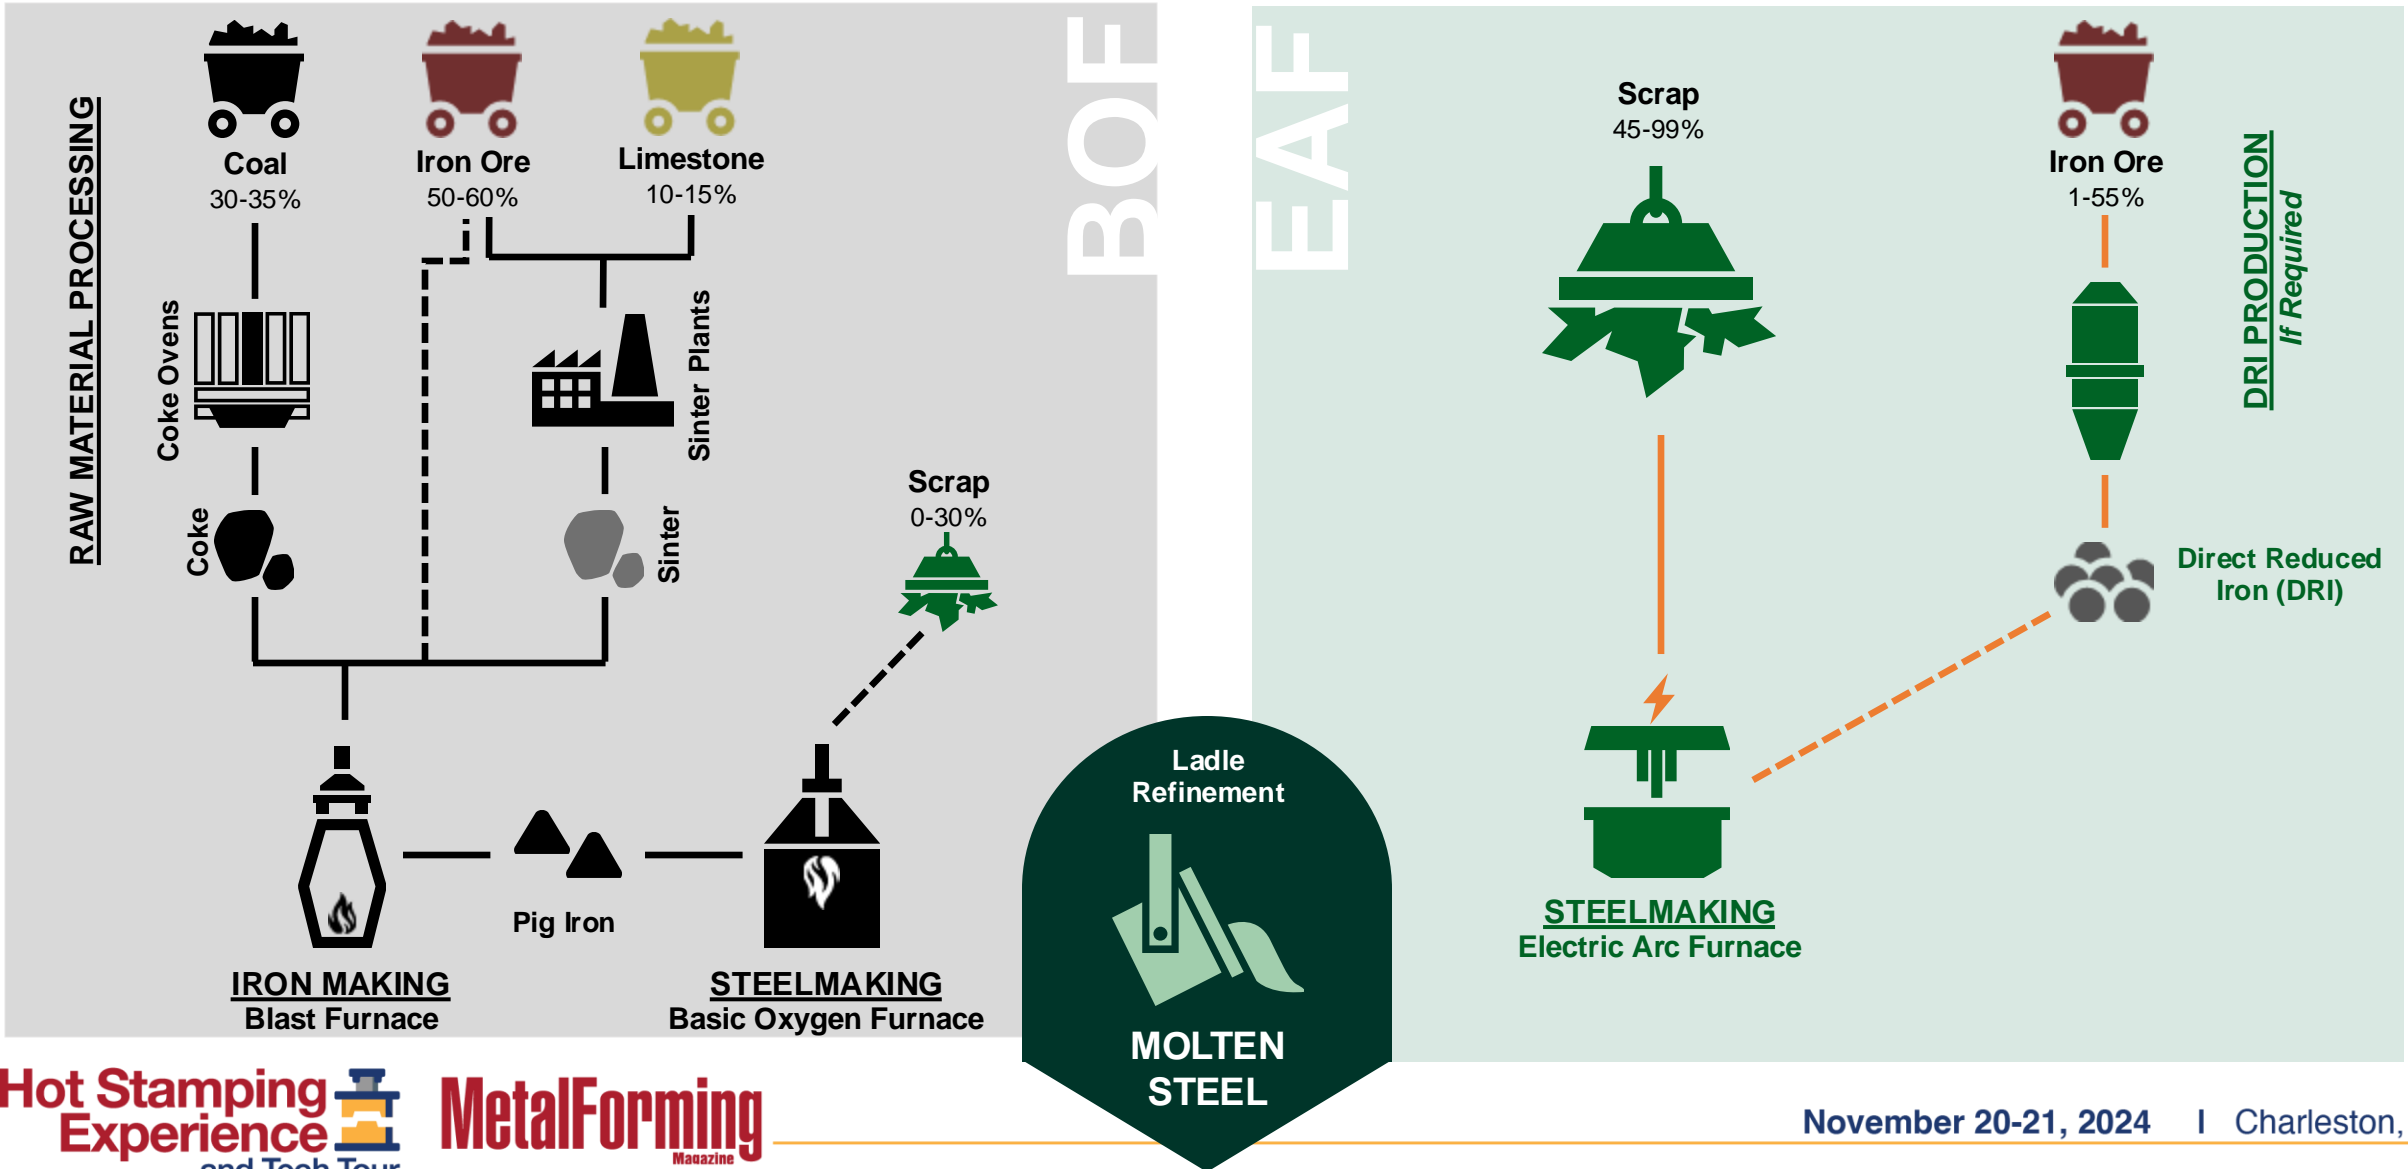 BOF
RAW MATERIAL PROCESSING
Coal
30-35%
Iron Ore
50-60%
Limestone
10-15%
Coke Ovens
Sinter Plants
Coke
Sinter
Scrap
0-30%
Pig Iron
IRON MAKING
Blast Furnace
STEELMAKING
Basic Oxygen Furnace
EAF
Scrap
45-99%
Iron Ore
1-55%
DRI PRODUCTION
If Required
Direct Reduced
Iron (DRI)
STEELMAKING
Electric Arc Furnace
Ladle
Refinement
MOLTEN
STEEL
Hot Stamping
Experience
and Tech Tour
MetalForming
Magazine
November 20-21, 2024 | Charleston,